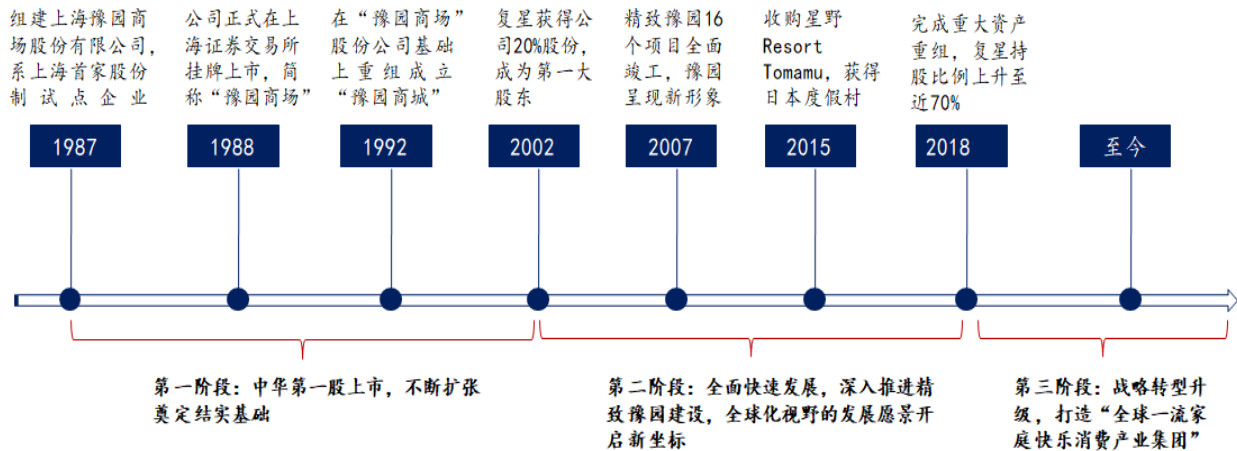 组建上海豫园商
场股份有限公司，
系上海首家股份
制试点企业
公司正式在上
海证券交易所
挂牌上市，简
称“豫园商场”
在“豫园商场”
股份公司基础
上重组成立
“豫园商城”
复星获得公
司20%股份，
成为第一大
股东
精致豫园16
个项目全面
竣工，豫园
呈现新形象
收购星野
Resort
Tomamu，获得
日本度假村
完成重大资产
重组，复星持
股比例上升至
近70%
1987
1988
1992
2002
2007
2015
2018
至今
第一阶段：中华第一股上市，不断扩张
奠定结实基础
第二阶段：全面快速发展，深入推进精
致豫园建设，全球化视野的发展愿景开
启新坐标
第三阶段：战略转型升
级，打造“全球一流家
庭快乐消费产业集团”